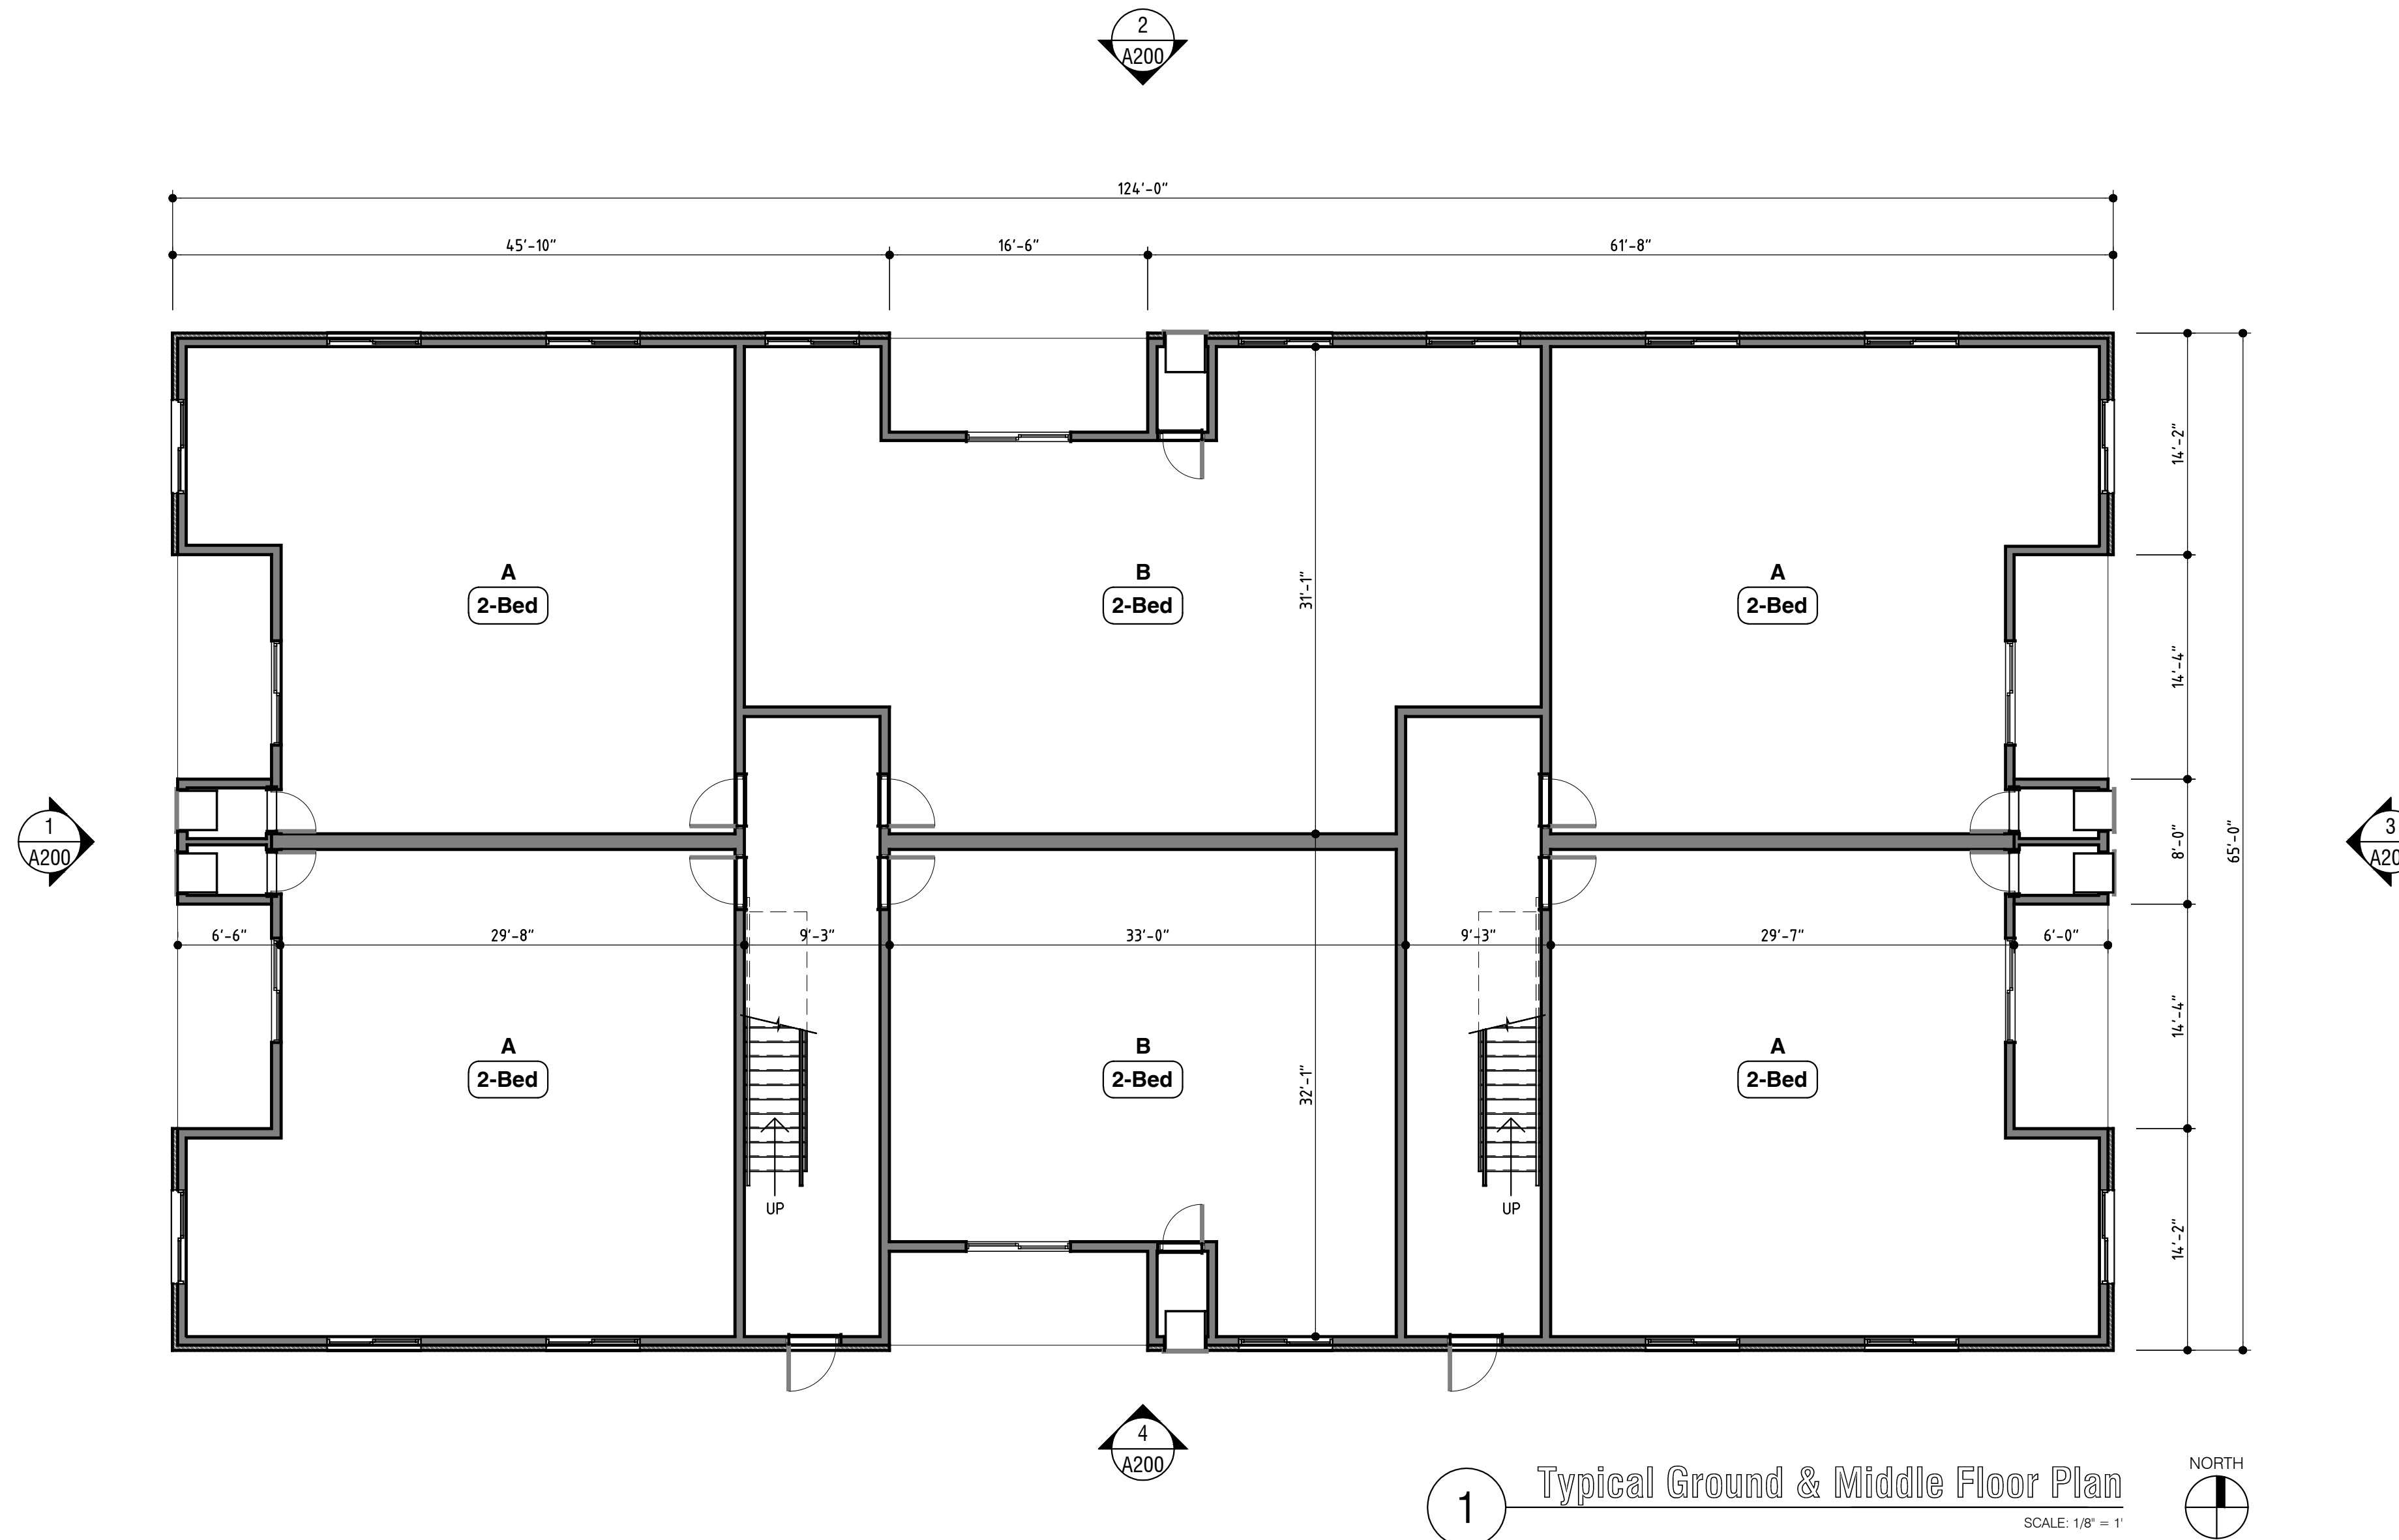 2
A200
124'-0"
45'-10"
16'-6"
61'-8"
14'-2"
A
2-Bed
B
2-Bed
31'-1"
A
2-Bed
14'-4"
1
A200
8'-0"
65'-0"
3
6'-6"
29'-8"
9'-3"
33'-0"
9'-3"
29'-7"
6'-0"
14'-4"
A
2-Bed
B
2-Bed
32'-1"
A
2-Bed
UP
UP
14'-2"
4
A200
1
Typical Ground & Middle Floor Plan
SCALE: 1/8" = 1'
NORTH